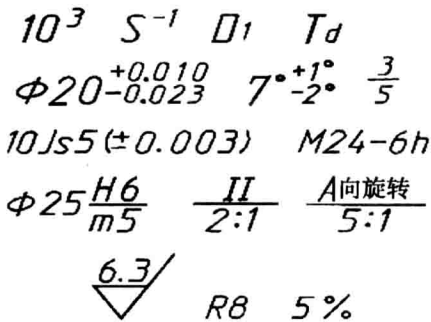 10³ S⁻¹ D₁ T_d
Φ20 +0.010 -0.023 7° +1° -2° 3/5
10Js5(±0.003) M24-6h
Φ25 H6/m5 II/2:1 A向旋转/5:1
6.3 R8 5%